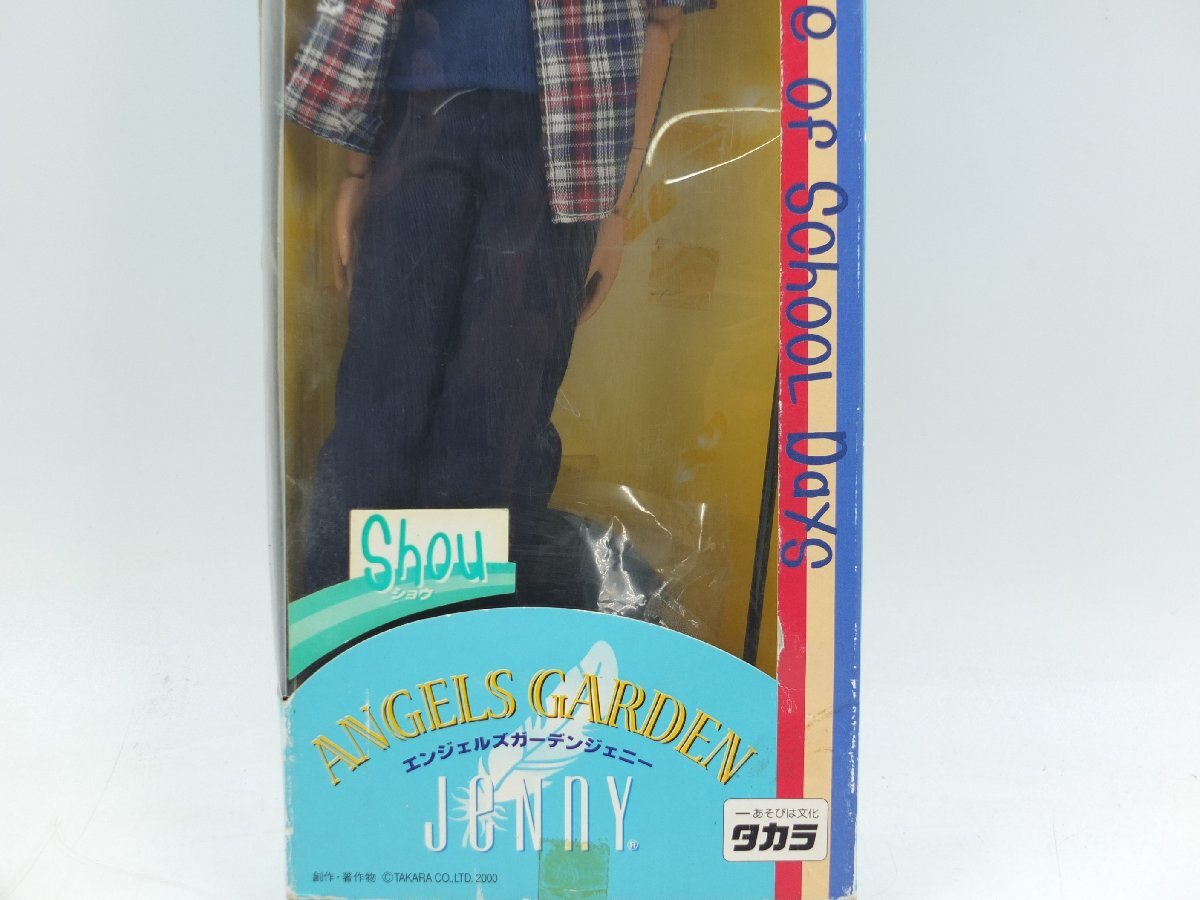 e of School Days
Shou
ショウ
ANGELS GARDEN
エンジェルズガーデンジェニー
JeNNY®
創作・著作物 ©TAKARA CO.,LTD. 2000
ーあそびは文化
タカラ